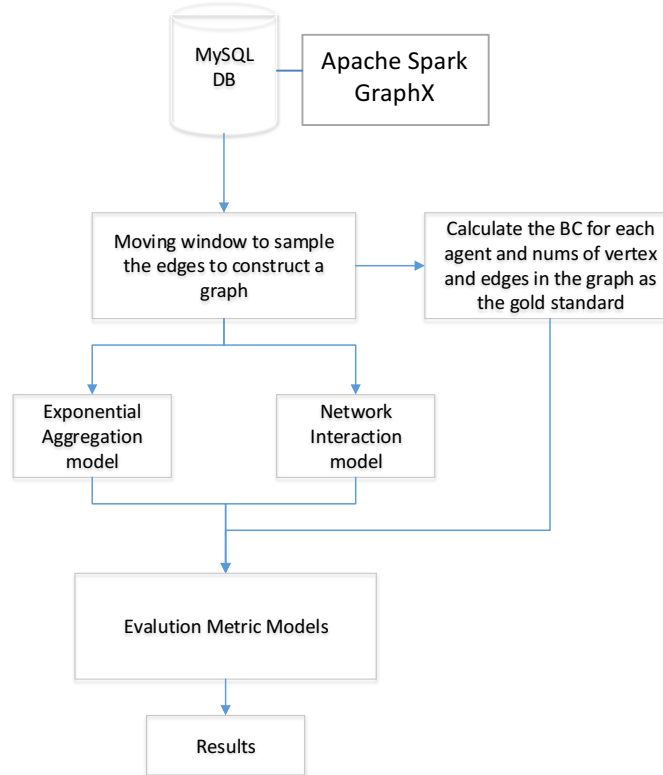 MySQL
DB
Apache Spark
GraphX
Moving window to sample
the edges to construct a
graph
Calculate the BC for each
agent and nums of vertex
and edges in the graph as
the gold standard
Exponential
Aggregation
model
Network
Interaction
model
Evalution Metric Models
Results